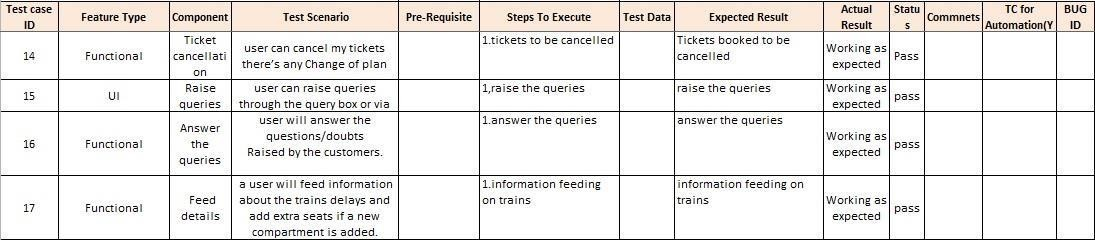 Test case ID Feature Type Component Test Scenario Pre-Requisite Steps To Execute Test Data Expected Result Actual Result Status Commnets TC for Automation(Y BUG ID
14 Functional Ticket cancellation user can cancel my tickets there's any Change of plan 1.tickets to be cancelled Tickets booked to be cancelled Working as expected Pass
15 UI Raise queries user can raise queries through the query box or via 1,raise the queries raise the queries Working as expected pass
16 Functional Answer the queries user will answer the questions/doubts Raised by the customers. 1.answer the queries answer the queries Working as expected pass
17 Functional Feed details a user will feed information about the trains delays and add extra seats if a new compartment is added. 1.information feeding on trains information feeding on trains Working as expected pass